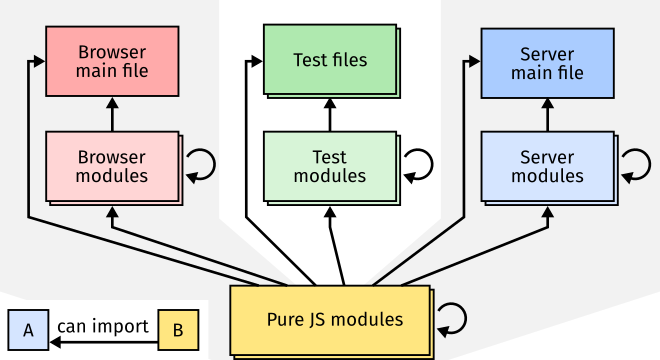 Browser
main file
Test files
Server
main file
Browser
modules
Test
modules
Server
modules
Pure JS modules
A
can import
B